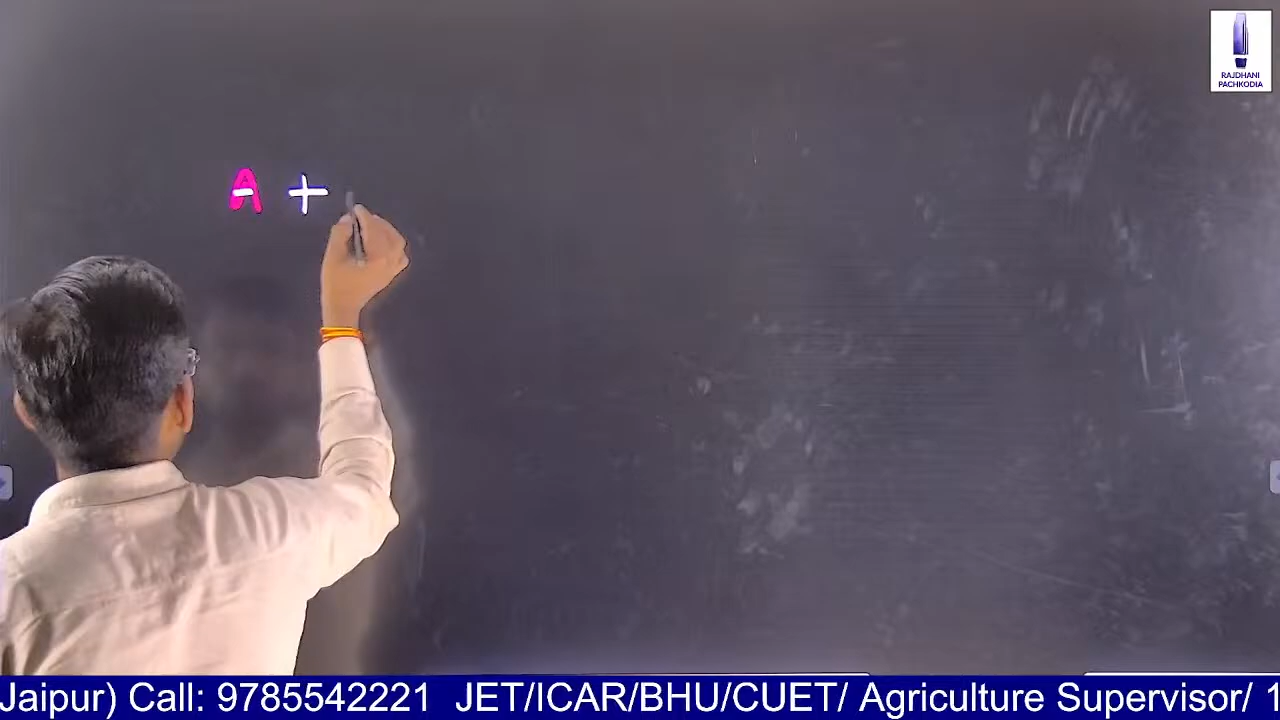 RAJDHANI
PACHKODIA
A +
Jaipur) Call: 9785542221 JET/ICAR/BHU/CUET/ Agriculture Supervisor/ 1